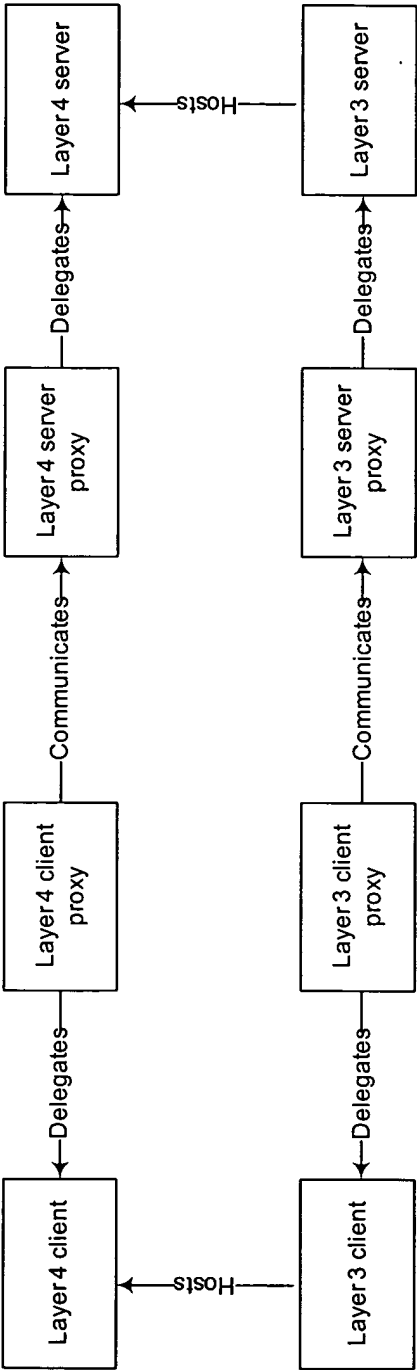 Layer 4 client
Delegates
Layer 4 client
proxy
Communicates
Layer 4 server
proxy
Delegates
Layer 4 server
Hosts
Hosts
Layer 3 client
Delegates
Layer 3 client
proxy
Communicates
Layer 3 server
proxy
Delegates
Layer 3 server